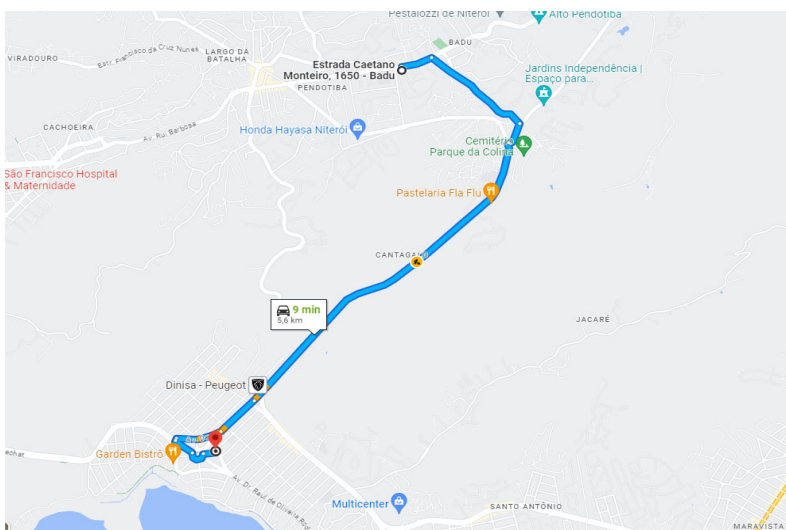 Pestalozzi de Niterói
Alto Pendotiba
BADU
VIRADOURO
Estr. Francisco da Cruz Nunes
LARGO DA
BATALHA
Estrada Caetano
Monteiro, 1650 - Badu
PENDOTIBA
Jardins Independência |
Espaço para...
CACHOEIRA
Av. Rui Barbosa
Honda Hayasa Niterói
Cemitério
Parque da Colina
São Francisco Hospital
& Maternidade
Pastelaria Fla Flu
CANTAGALO
9 min
5,6 km
JACARÉ
Dinisa - Peugeot
Garden Bistrô
Av. Dr. Raul de Oliveira Rod
Multicenter
SANTO ANTÔNIO
MARAVISTA